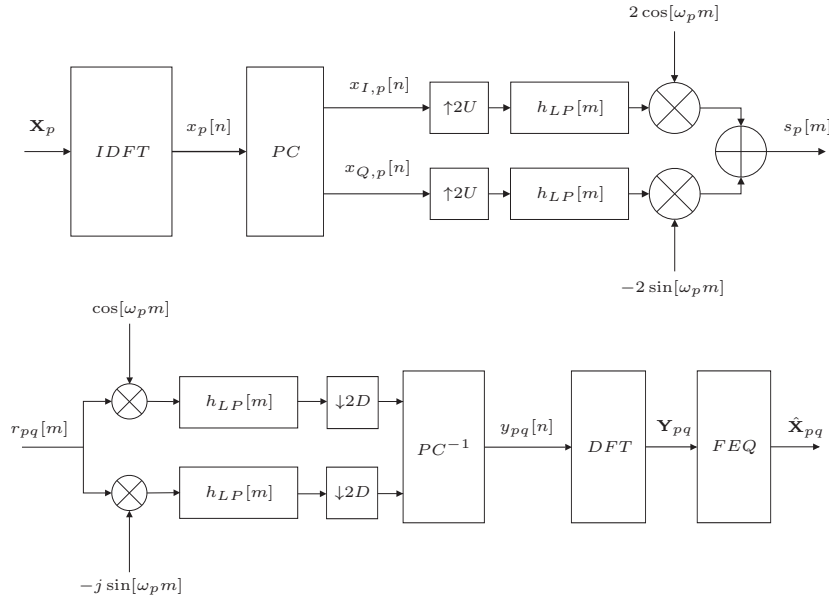 2 cos[ω_p m]
X_p
IDFT
x_p[n]
PC
x_{I,p}[n]
↑2U
h_{LP}[m]
s_p[m]
x_{Q,p}[n]
↑2U
h_{LP}[m]
−2 sin[ω_p m]
cos[ω_p m]
r_{pq}[m]
h_{LP}[m]
↓2D
PC^{−1}
y_{pq}[n]
DFT
Y_{pq}
FEQ
X̂_{pq}
h_{LP}[m]
↓2D
−j sin[ω_p m]